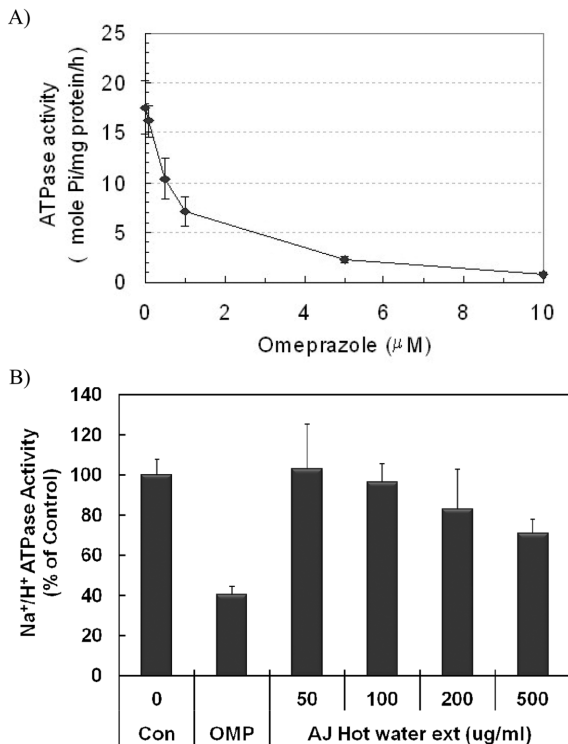 A)
ATPase activity
( mole Pi/mg protein/h)
25
20
15
10
5
0
0 2 4 6 8 10
Omeprazole (μM)
B)
Na⁺/H⁺ ATPase Activity
(% of Control)
140
120
100
80
60
40
20
0
0 50 100 200 500
Con OMP AJ Hot water ext (ug/ml)